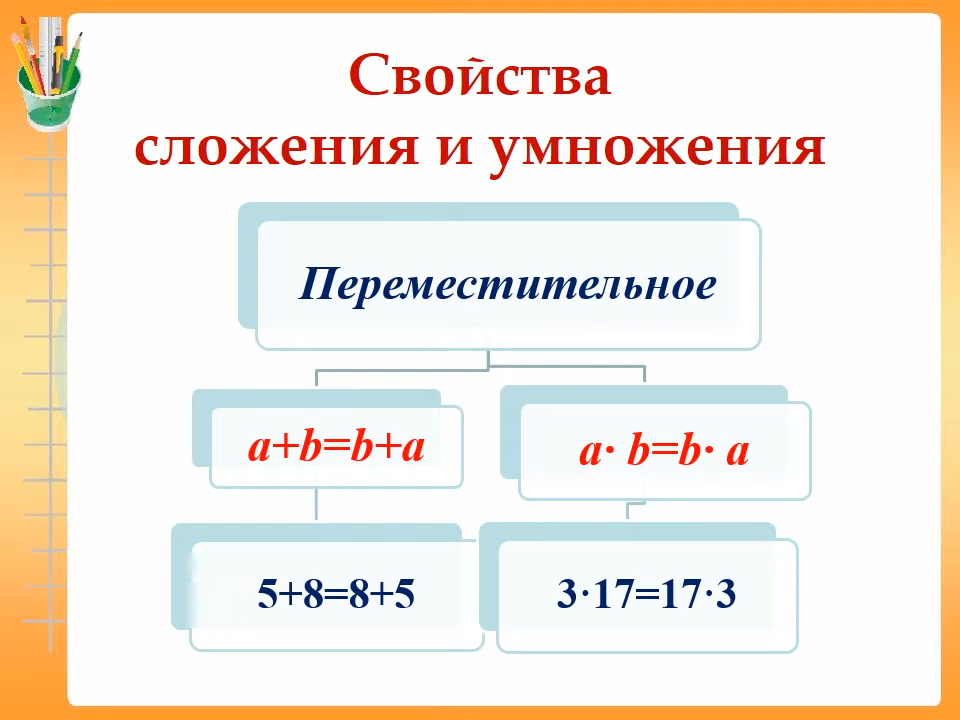 Свойства
сложения и умножения
Переместительное
a+b=b+a
a· b=b· a
5+8=8+5
3·17=17·3